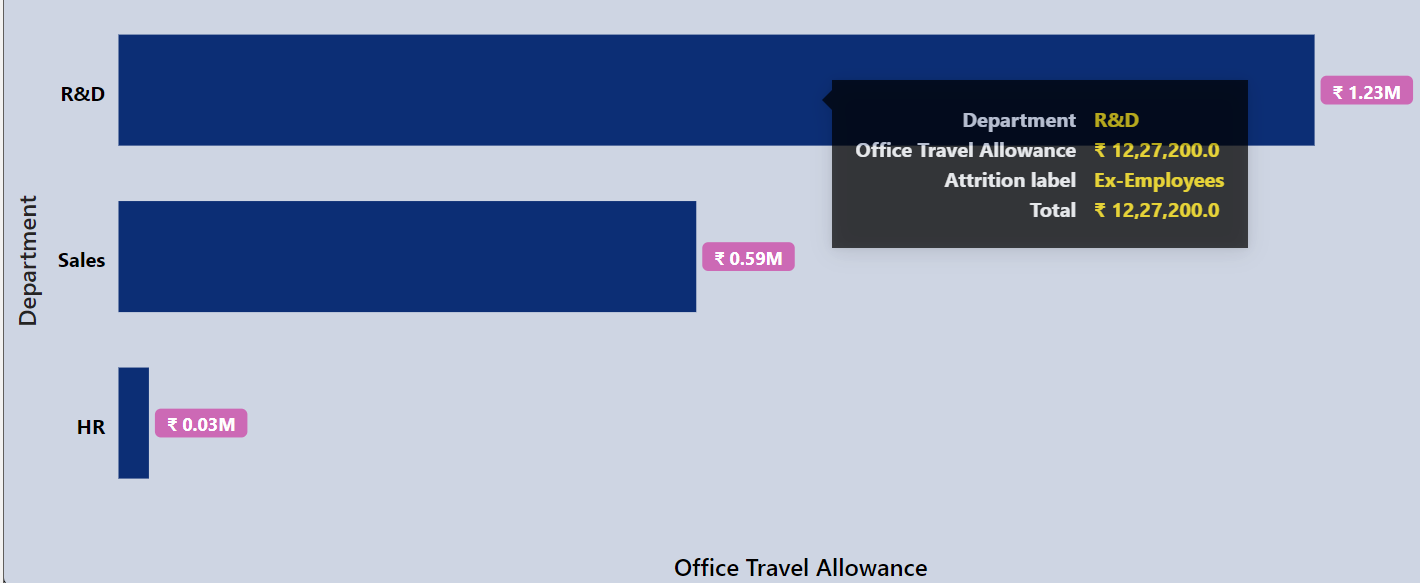 R&D
₹ 1.23M
Department R&D
Office Travel Allowance ₹ 12,27,200.0
Attrition label Ex-Employees
Total ₹ 12,27,200.0
Department
Sales
₹ 0.59M
HR
₹ 0.03M
Office Travel Allowance